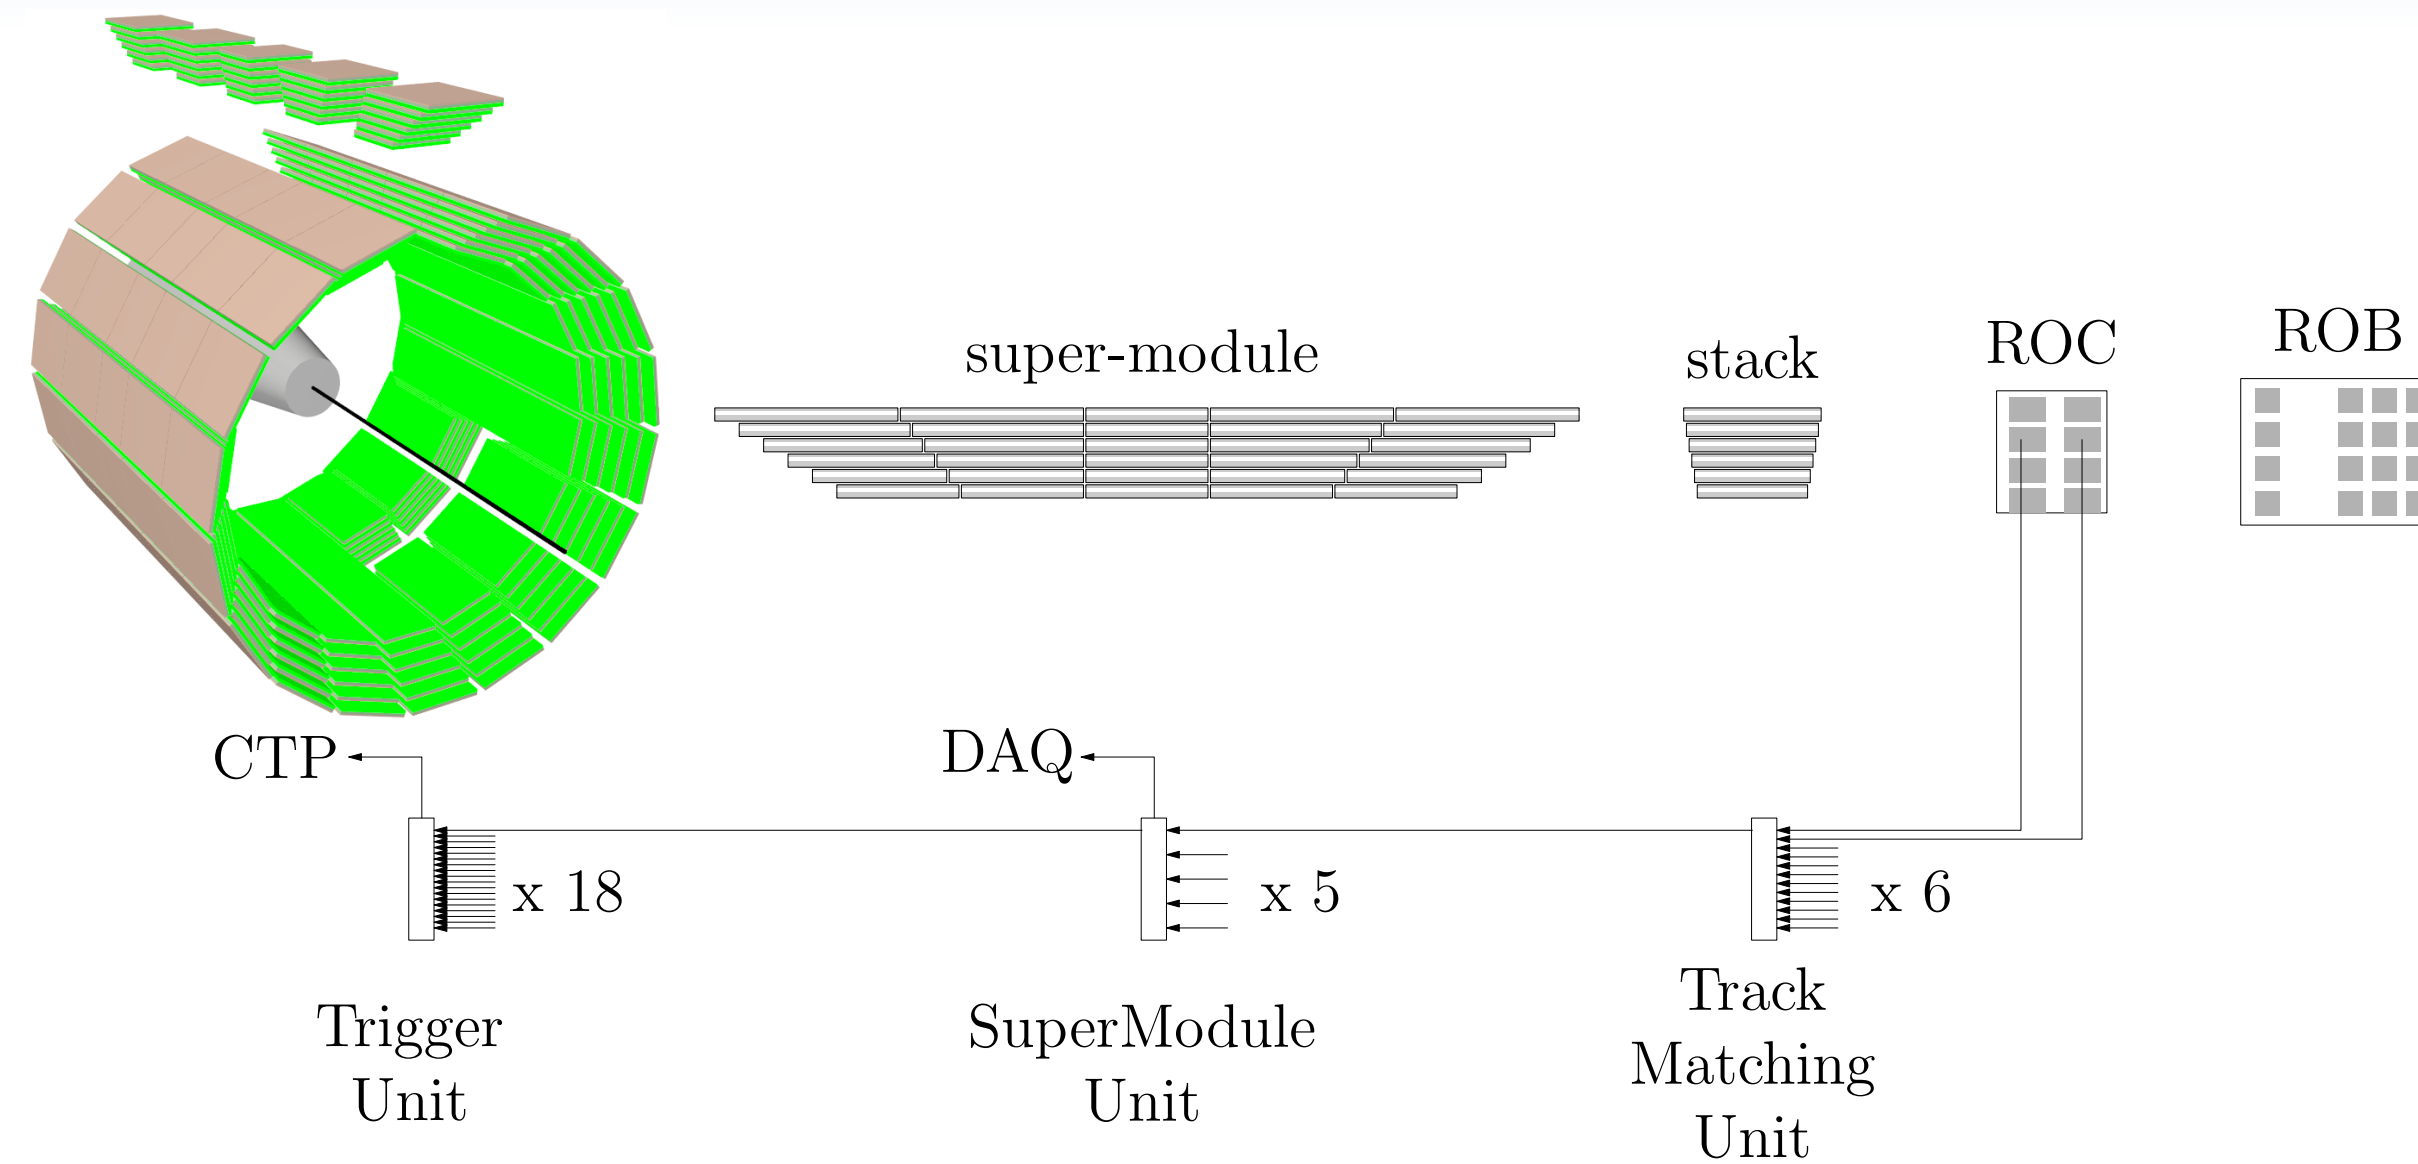 super-module
stack
ROC
ROB
CTP
DAQ
x 18
x 5
x 6
Trigger
Unit
SuperModule
Unit
Track
Matching
Unit